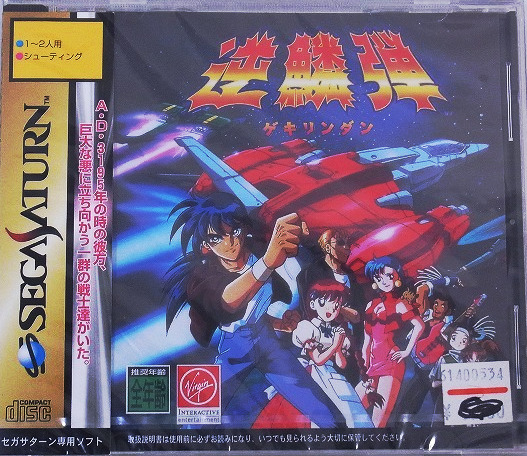 ●1〜2人用
●シューティング
SEGA SATURN™
COMPACT
disc
セガサターン専用ソフト
A・D・3195年の時の彼方、
巨大な悪に立ち向かう一群の戦士達がいた。
逆鱗弾
ゲキリンダン
推奨年齢
全年齢
Virgin
INTERACTIVE
entertainment
61400534
取扱説明書は使用前に必ずお読みになり、いつでも見られるよう大切に保管してください。